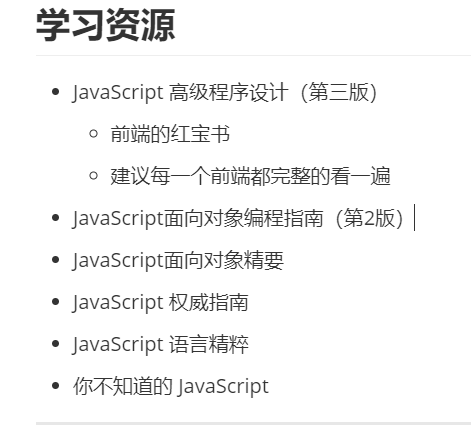 学习资源
JavaScript 高级程序设计（第三版）
前端的红宝书
建议每一个前端都完整的看一遍
JavaScript面向对象编程指南（第2版）
JavaScript面向对象精要
JavaScript 权威指南
JavaScript 语言精粹
你不知道的 JavaScript